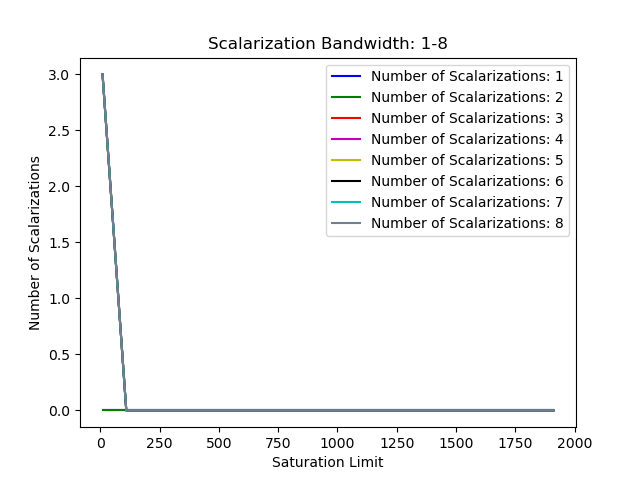 Scalarization Bandwidth: 1-8
Number of Scalarizations
3.0
2.5
2.0
1.5
1.0
0.5
0.0
Number of Scalarizations: 1
Number of Scalarizations: 2
Number of Scalarizations: 3
Number of Scalarizations: 4
Number of Scalarizations: 5
Number of Scalarizations: 6
Number of Scalarizations: 7
Number of Scalarizations: 8
0 250 500 750 1000 1250 1500 1750 2000
Saturation Limit